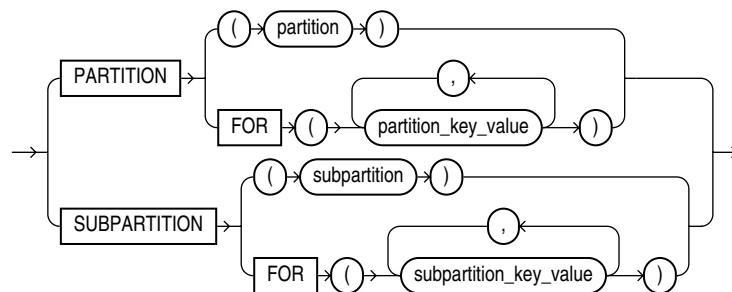 ( partition )
PARTITION
,
FOR ( partition_key_value )
( subpartition )
SUBPARTITION
,
FOR ( subpartition_key_value )